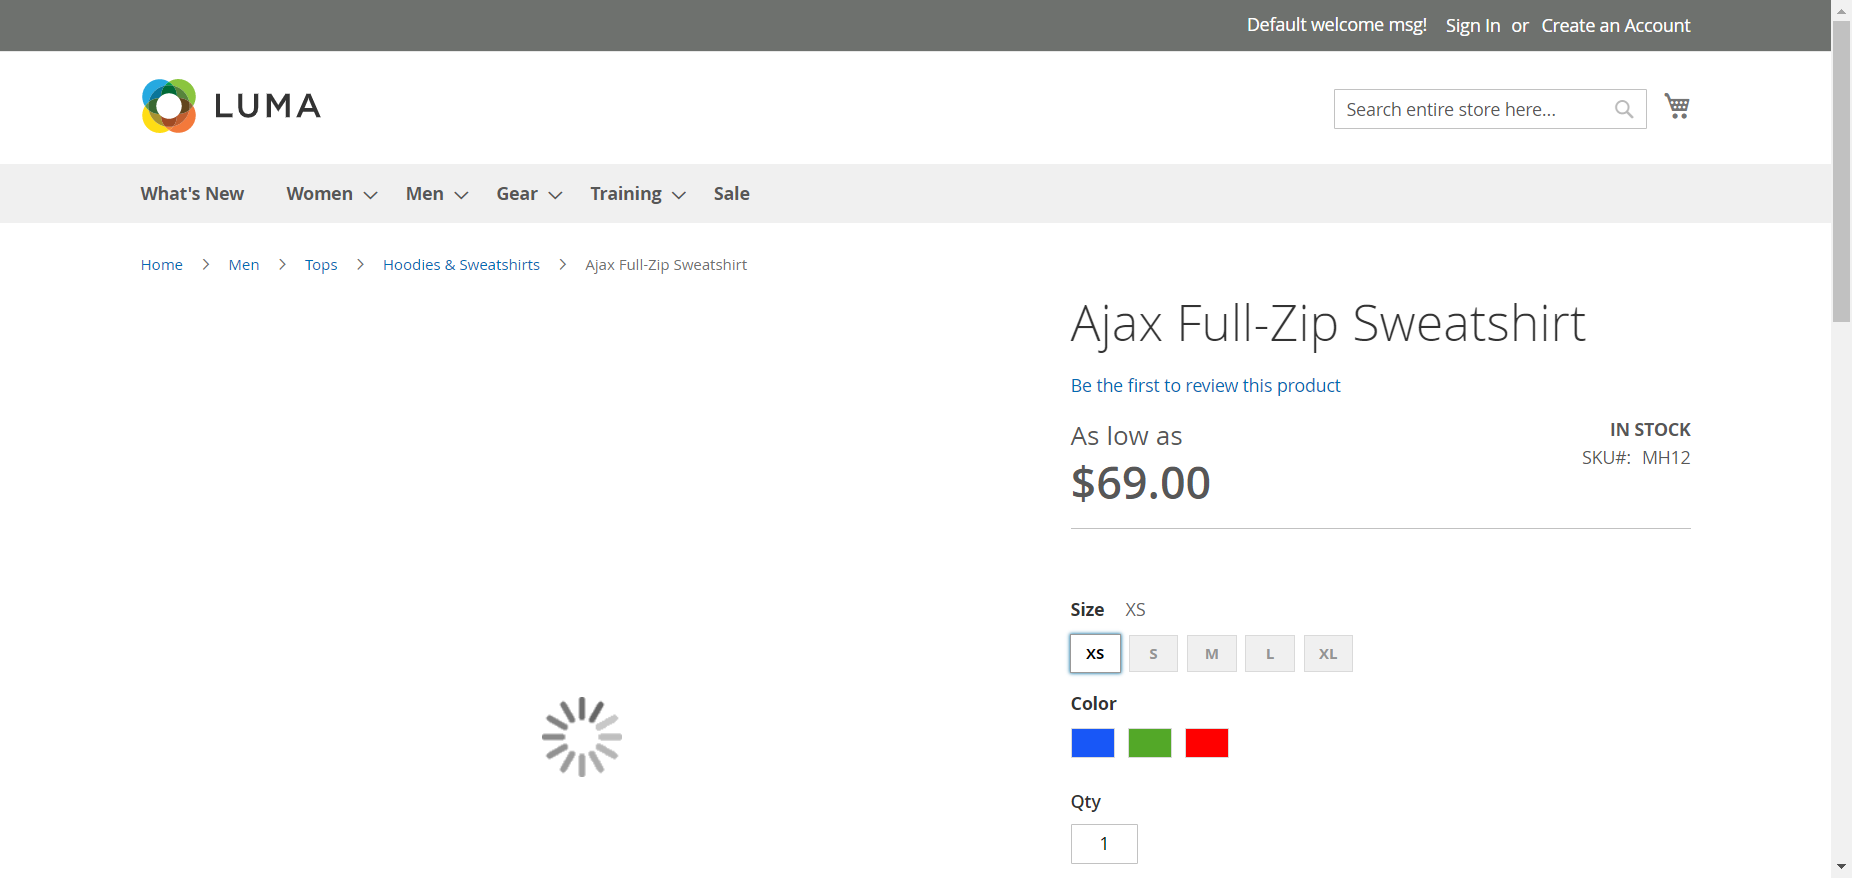 Default welcome msg! Sign In or Create an Account
LUMA
Search entire store here...
What's New Women Men Gear Training Sale
Home Men Tops Hoodies & Sweatshirts Ajax Full-Zip Sweatshirt
Ajax Full-Zip Sweatshirt
Be the first to review this product
As low as
$69.00
IN STOCK
SKU#: MH12
Size XS
XS S M L XL
Color
Qty
1